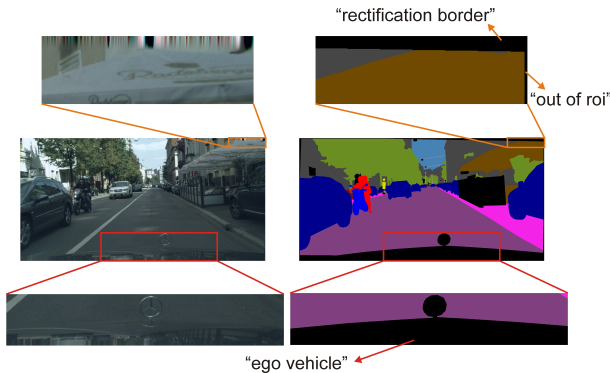 “rectification border”
“out of roi”
“ego vehicle”